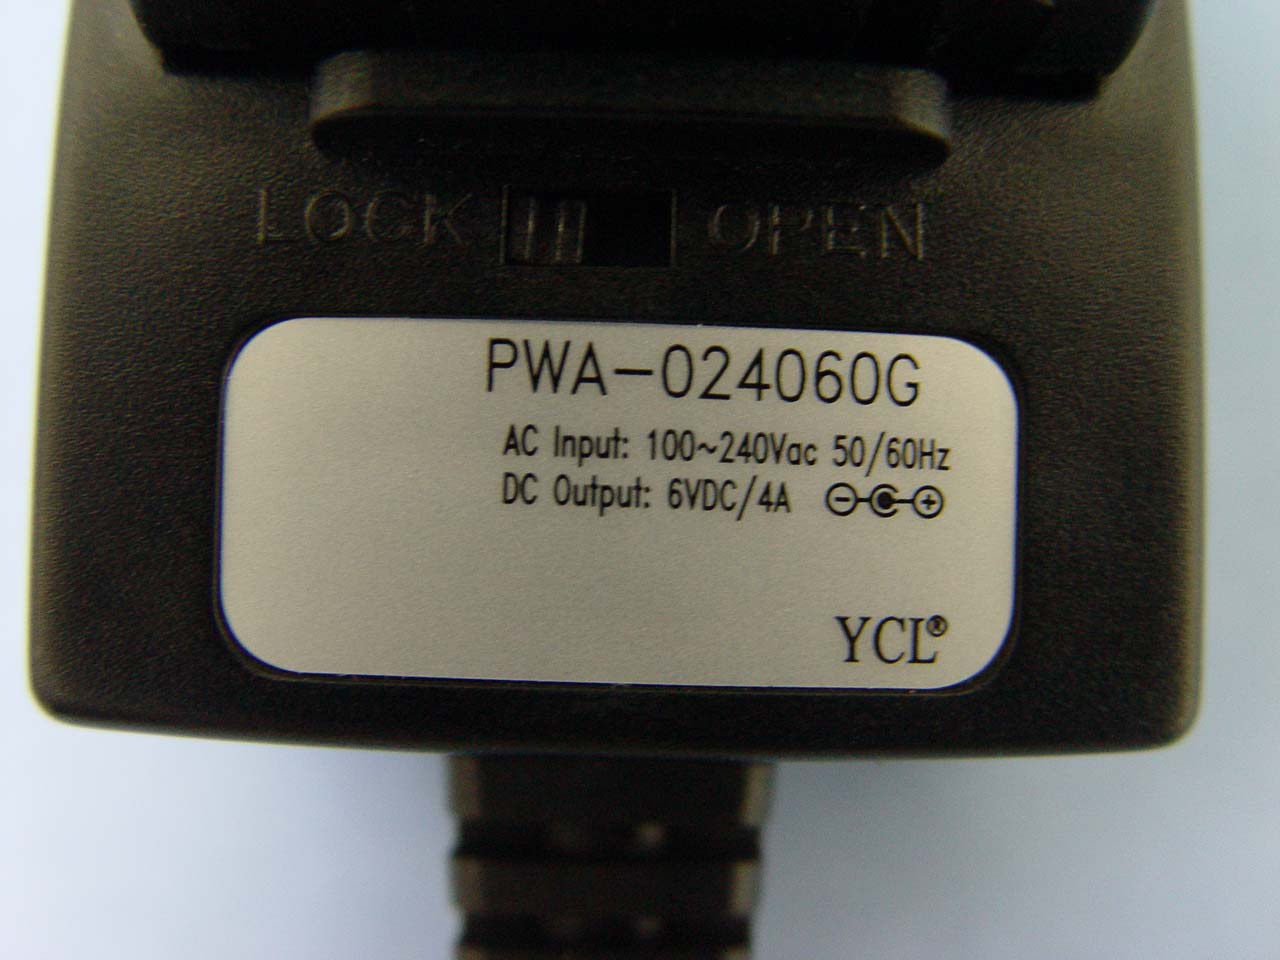 LOCK OPEN
PWA-024060G
AC Input: 100~240Vac 50/60Hz
DC Output: 6VDC/4A
YCL®